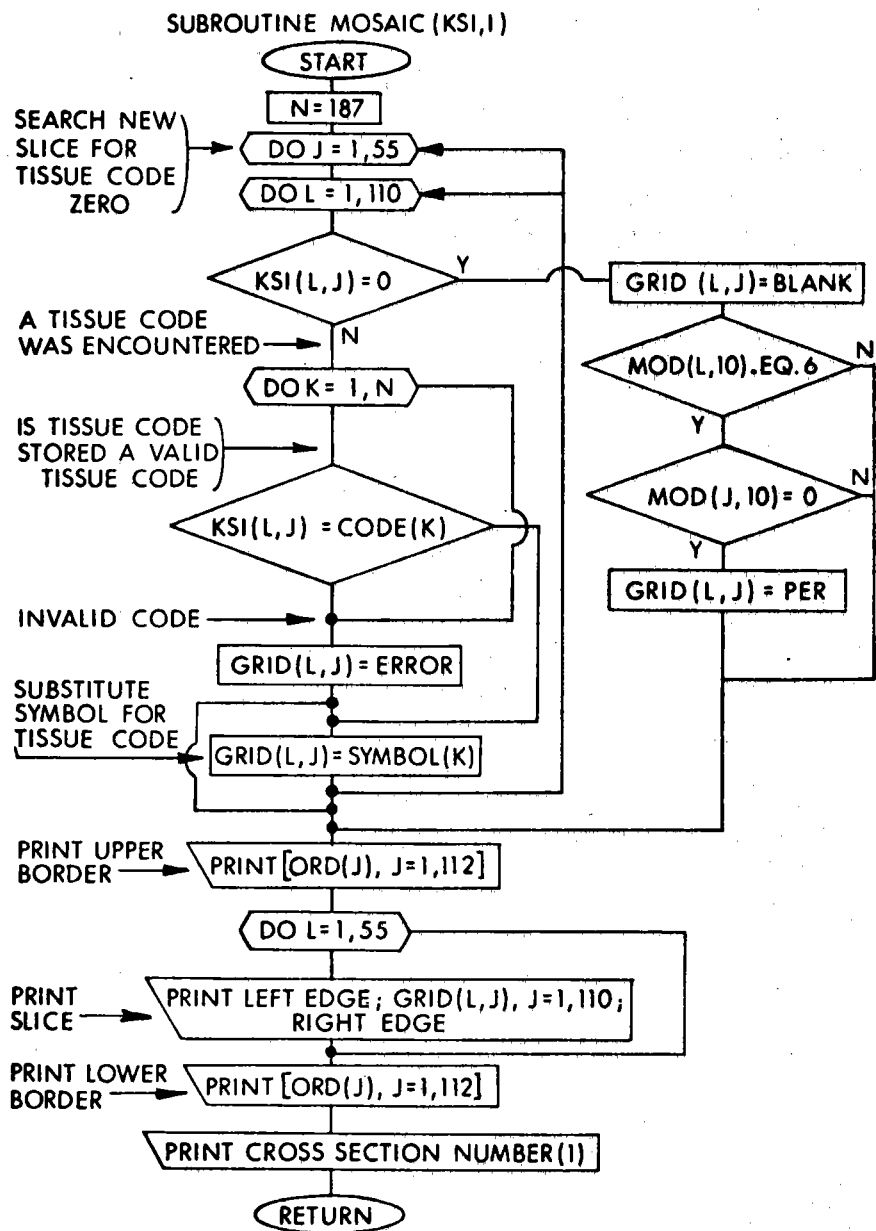 SUBROUTINE MOSAIC (KSI,I)
START
N=187
SEARCH NEW
SLICE FOR
TISSUE CODE
ZERO
DO J = 1,55
DO L = 1,110
KSI(L,J)=0
Y
N
GRID (L,J)=BLANK
A TISSUE CODE
WAS ENCOUNTERED
MOD(L,10).EQ.6
N
Y
DO K = 1, N
IS TISSUE CODE
STORED A VALID
TISSUE CODE
MOD(J,10)= 0
N
Y
KSI(L,J) = CODE(K)
GRID(L,J) = PER
INVALID CODE
GRID(L,J)=ERROR
SUBSTITUTE
SYMBOL FOR
TISSUE CODE
GRID(L,J)=SYMBOL(K)
PRINT UPPER
BORDER
PRINT [ORD(J), J=1,112]
DO L=1,55
PRINT
SLICE
PRINT LEFT EDGE; GRID(L,J), J=1,110;
RIGHT EDGE
PRINT LOWER
BORDER
PRINT [ORD(J), J=1,112]
PRINT CROSS SECTION NUMBER(1)
RETURN